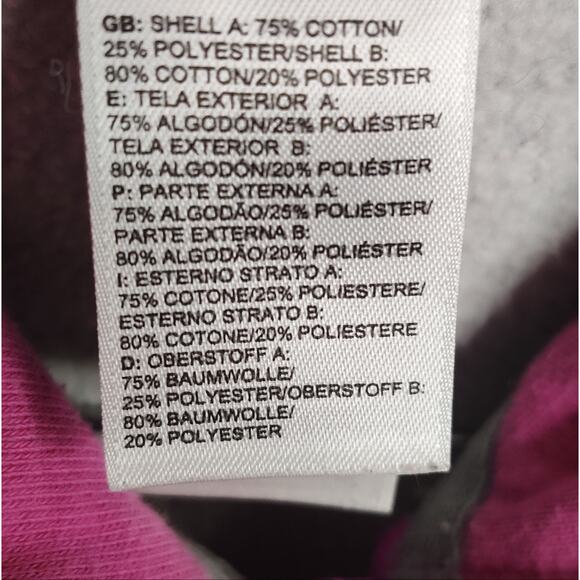 GB: SHELL A: 75% COTTON/
25% POLYESTER/SHELL B:
80% COTTON/20% POLYESTER
E: TELA EXTERIOR A:
75% ALGODÓN/25% POLIÉSTER/
TELA EXTERIOR B:
80% ALGODÓN/20% POLIÉSTER
P: PARTE EXTERNA A:
75% ALGODÃO/25% POLIÉSTER/
PARTE EXTERNA B:
80% ALGODÃO/20% POLIÉSTER
I: ESTERNO STRATO A:
75% COTONE/25% POLIESTERE/
ESTERNO STRATO B:
80% COTONE/20% POLIESTERE
D: OBERSTOFF A:
75% BAUMWOLLE/
25% POLYESTER/OBERSTOFF B:
80% BAUMWOLLE/
20% POLYESTER